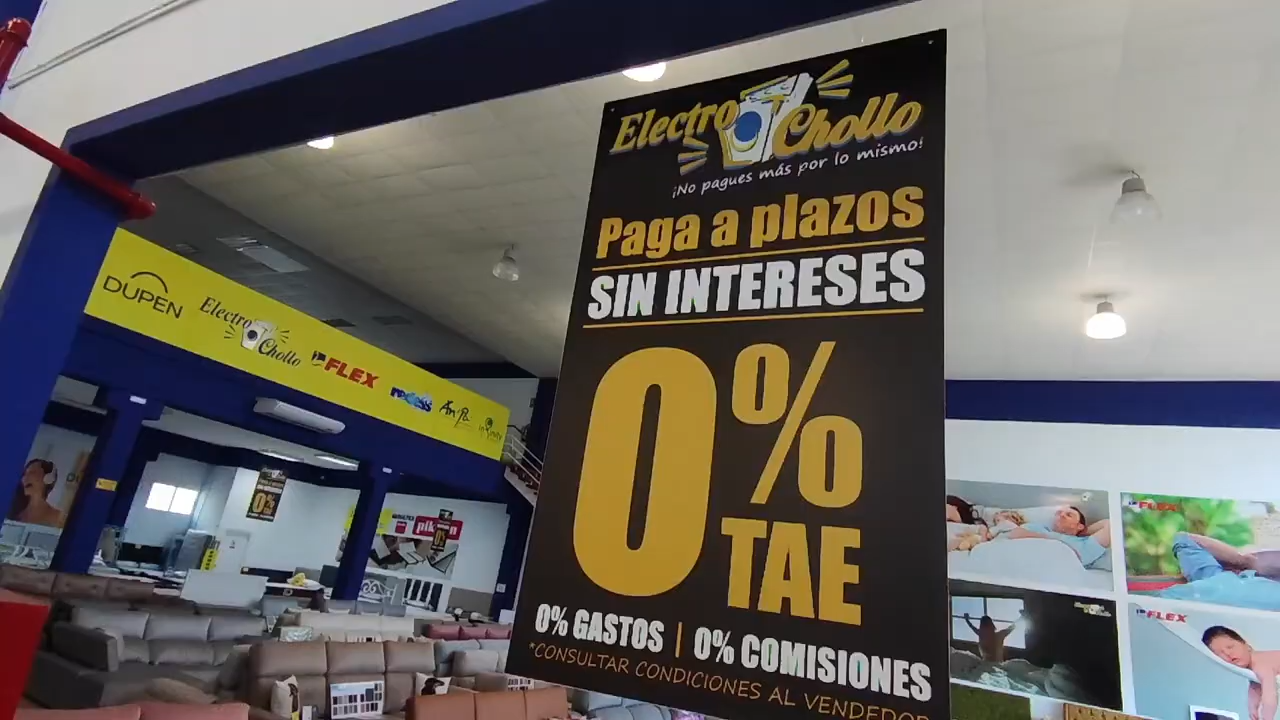 Electro Chollo
¡No pagues más por lo mismo!
Paga a plazos
SIN INTERESES
0%
TAE
0% GASTOS | 0% COMISIONES
*CONSULTAR CONDICIONES AL VENDEDOR
DUPEN
Electro Chollo
FLEX
0%
FLEX
FLEX